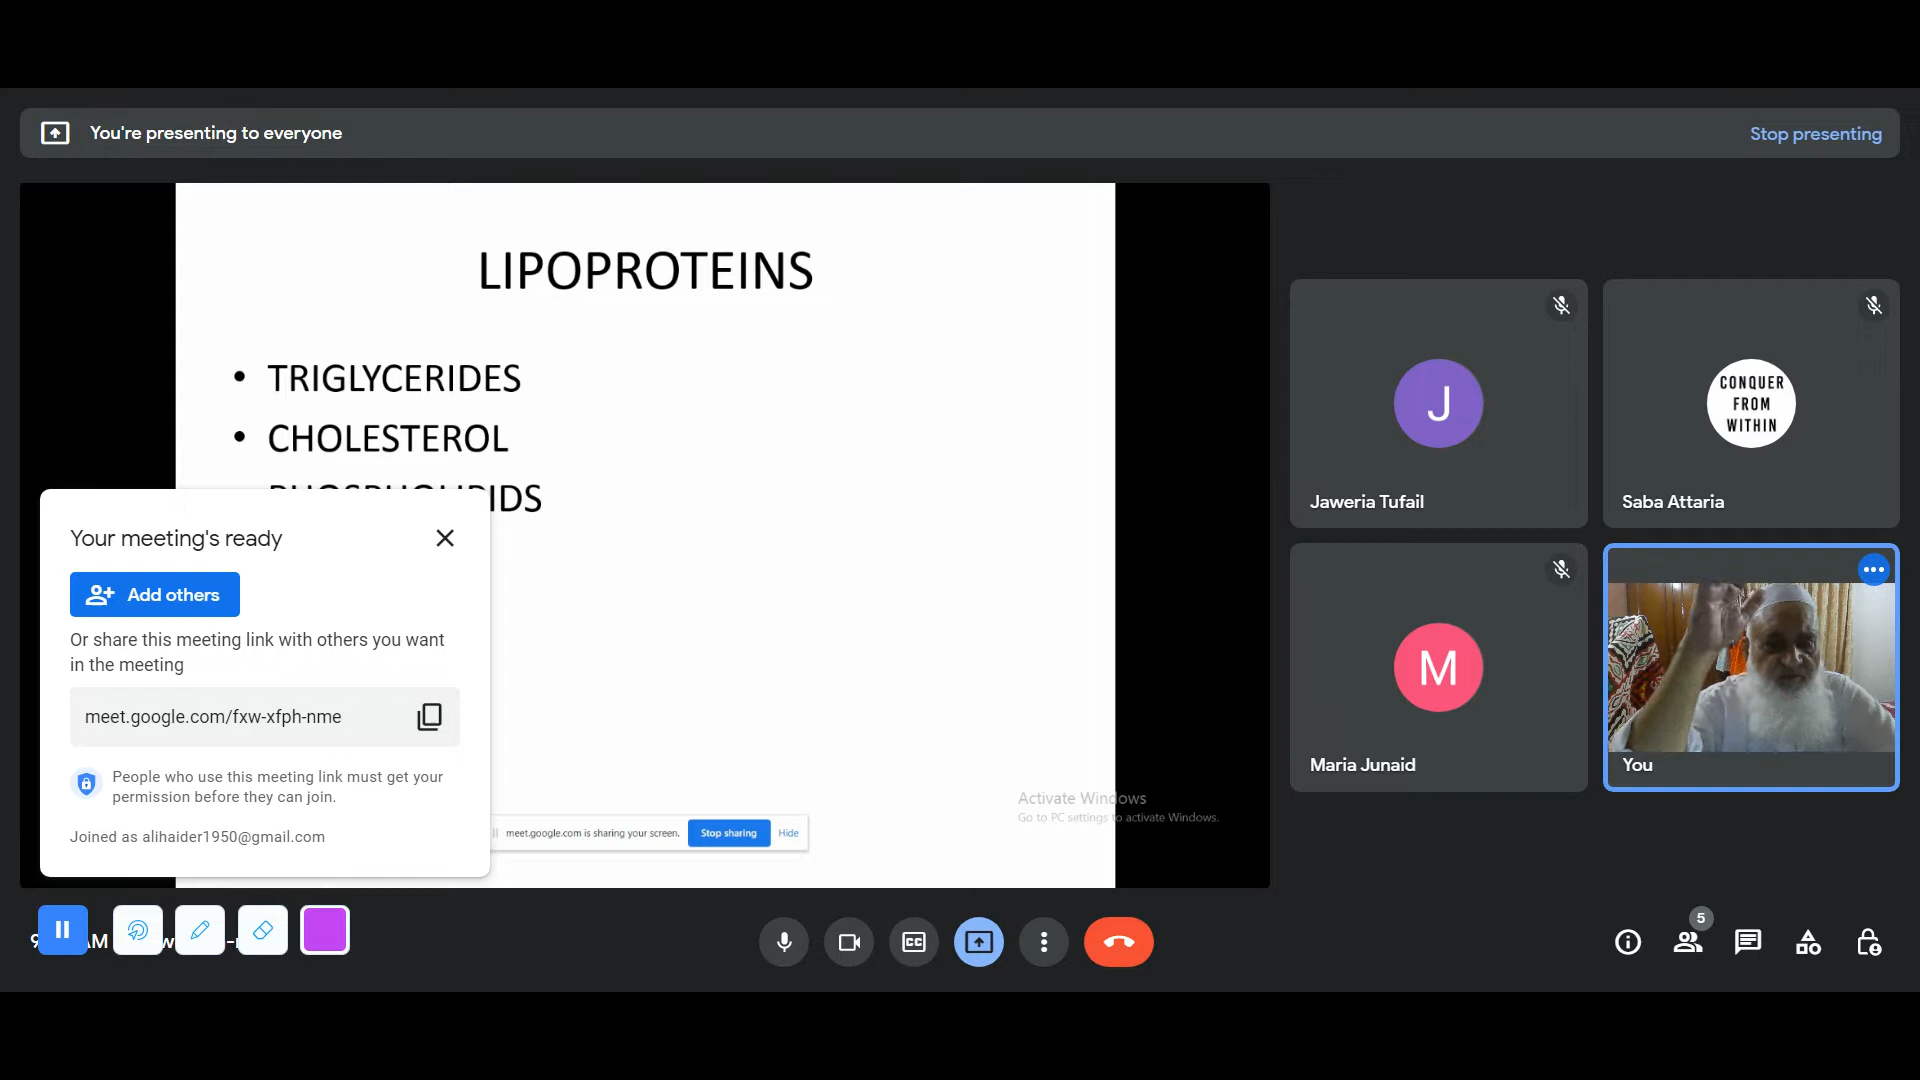 You're presenting to everyone
Stop presenting
LIPOPROTEINS
• TRIGLYCERIDES
• CHOLESTEROL
PHOSPHOLIPIDS
Your meeting's ready
Add others
Or share this meeting link with others you want
in the meeting
meet.google.com/fxw-xfph-nme
People who use this meeting link must get your
permission before they can join.
Joined as alihaider1950@gmail.com
meet.google.com is sharing your screen.
Stop sharing
Hide
Activate Windows
Go to PC settings to activate Windows.
J
Jaweria Tufail
CONQUER
FROM
WITHIN
Saba Attaria
M
Maria Junaid
You
AM
CC
5